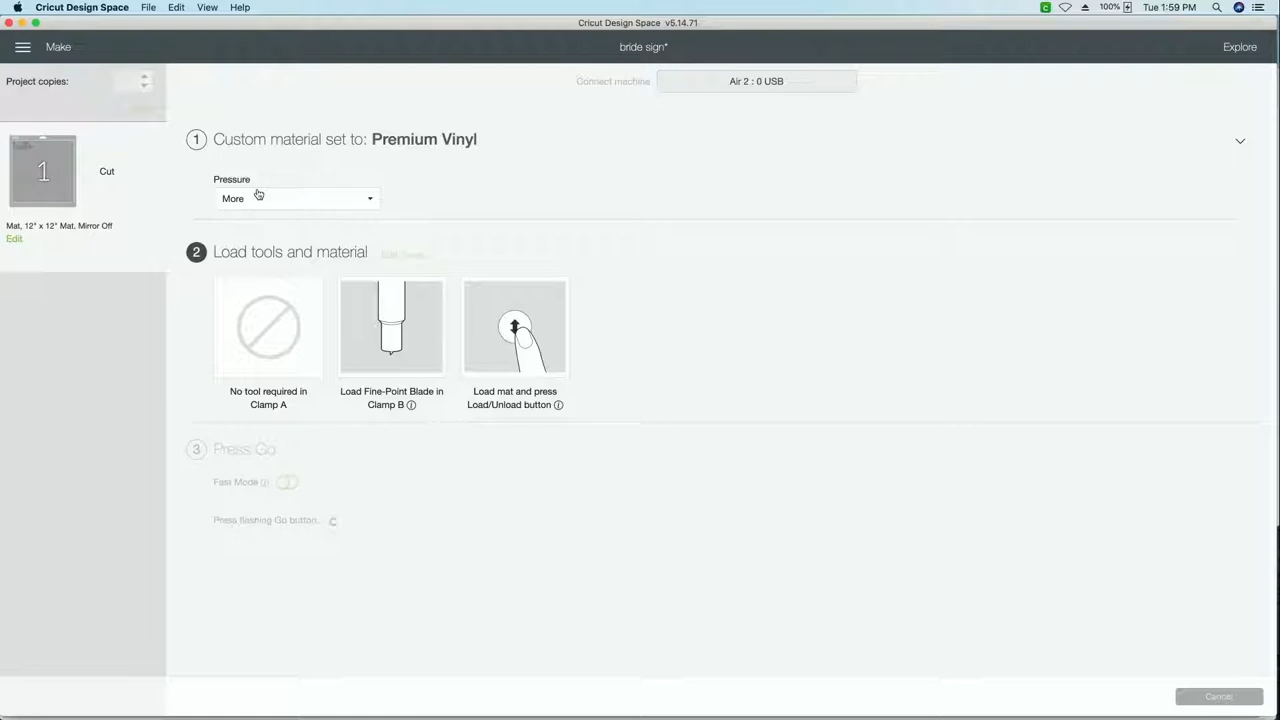 Cricut Design Space File Edit View Help 100% Tue 1:59 PM
Cricut Design Space v5.14.71
Make bride sign* Explore
Project copies:
Connect machine Air 2 : 0 USB
1 Custom material set to: Premium Vinyl
1 Cut
Pressure
More
Mat, 12" x 12" Mat, Mirror Off
Edit
2 Load tools and material
No tool required in
Clamp A
Load Fine-Point Blade in
Clamp B
Load mat and press
Load/Unload button
3 Press Go
Fast Mode
Press flashing Go button.
Cancel